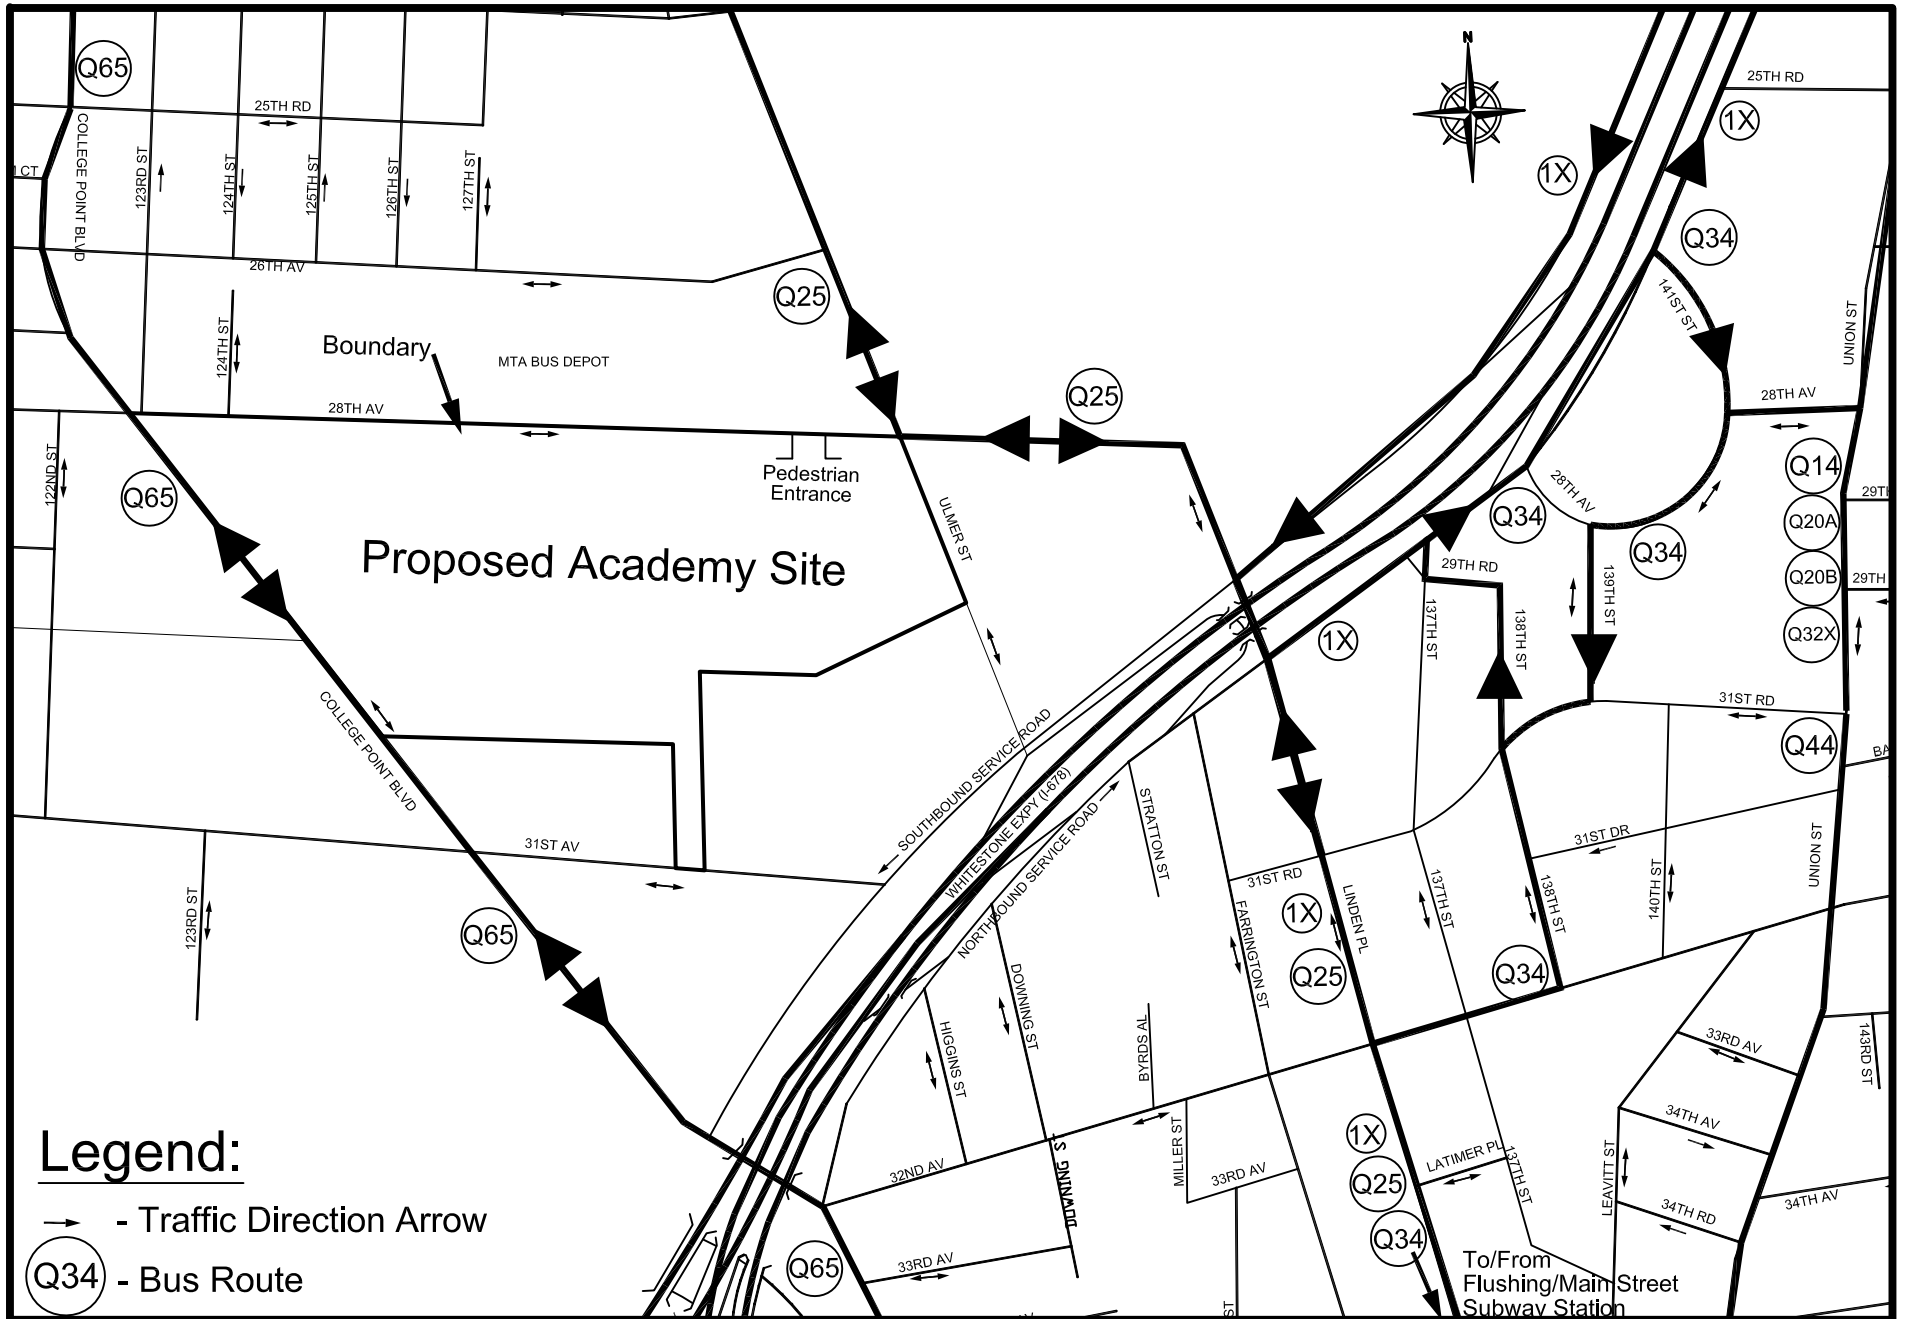 N
Q65
25TH RD
25TH RD
1X
1X
CT
COLLEGE POINT BLVD
123RD ST
124TH ST
125TH ST
126TH ST
127TH ST
Q34
26TH AV
Q25
141ST ST
UNION ST
124TH ST
Boundary
MTA BUS DEPOT
28TH AV
Q25
28TH AV
122ND ST
Q65
Pedestrian
Entrance
ULMER ST
28TH AV
Q14
Q20A
Q20B
Q32X
29TH
Q34
Q34
29TH RD
Proposed Academy Site
137TH ST
138TH ST
139TH ST
1X
31ST RD
Q44
BA
COLLEGE POINT BLVD
SOUTHBOUND SERVICE ROAD
WHITESTONE EXPY (I-678)
NORTHBOUND SERVICE ROAD
STRATTON ST
31ST AV
31ST DR
UNION ST
31ST RD
123RD ST
Q65
FARRINGTON ST
1X
Q25
LINDEN PL
137TH ST
138TH ST
140TH ST
Q34
DOWNING ST
HIGGINS ST
BYRDS AL
33RD AV
143RD ST
34TH AV
MILLER ST
1X
Q25
Q34
LATIMER PL
137TH ST
LEAVITT ST
34TH AV
34TH RD
32ND AV
33RD AV
DOWNING S
33RD AV
Q65
ST
To/From
Flushing/Main Street
Subway Station
Legend:
- Traffic Direction Arrow
Q34 - Bus Route